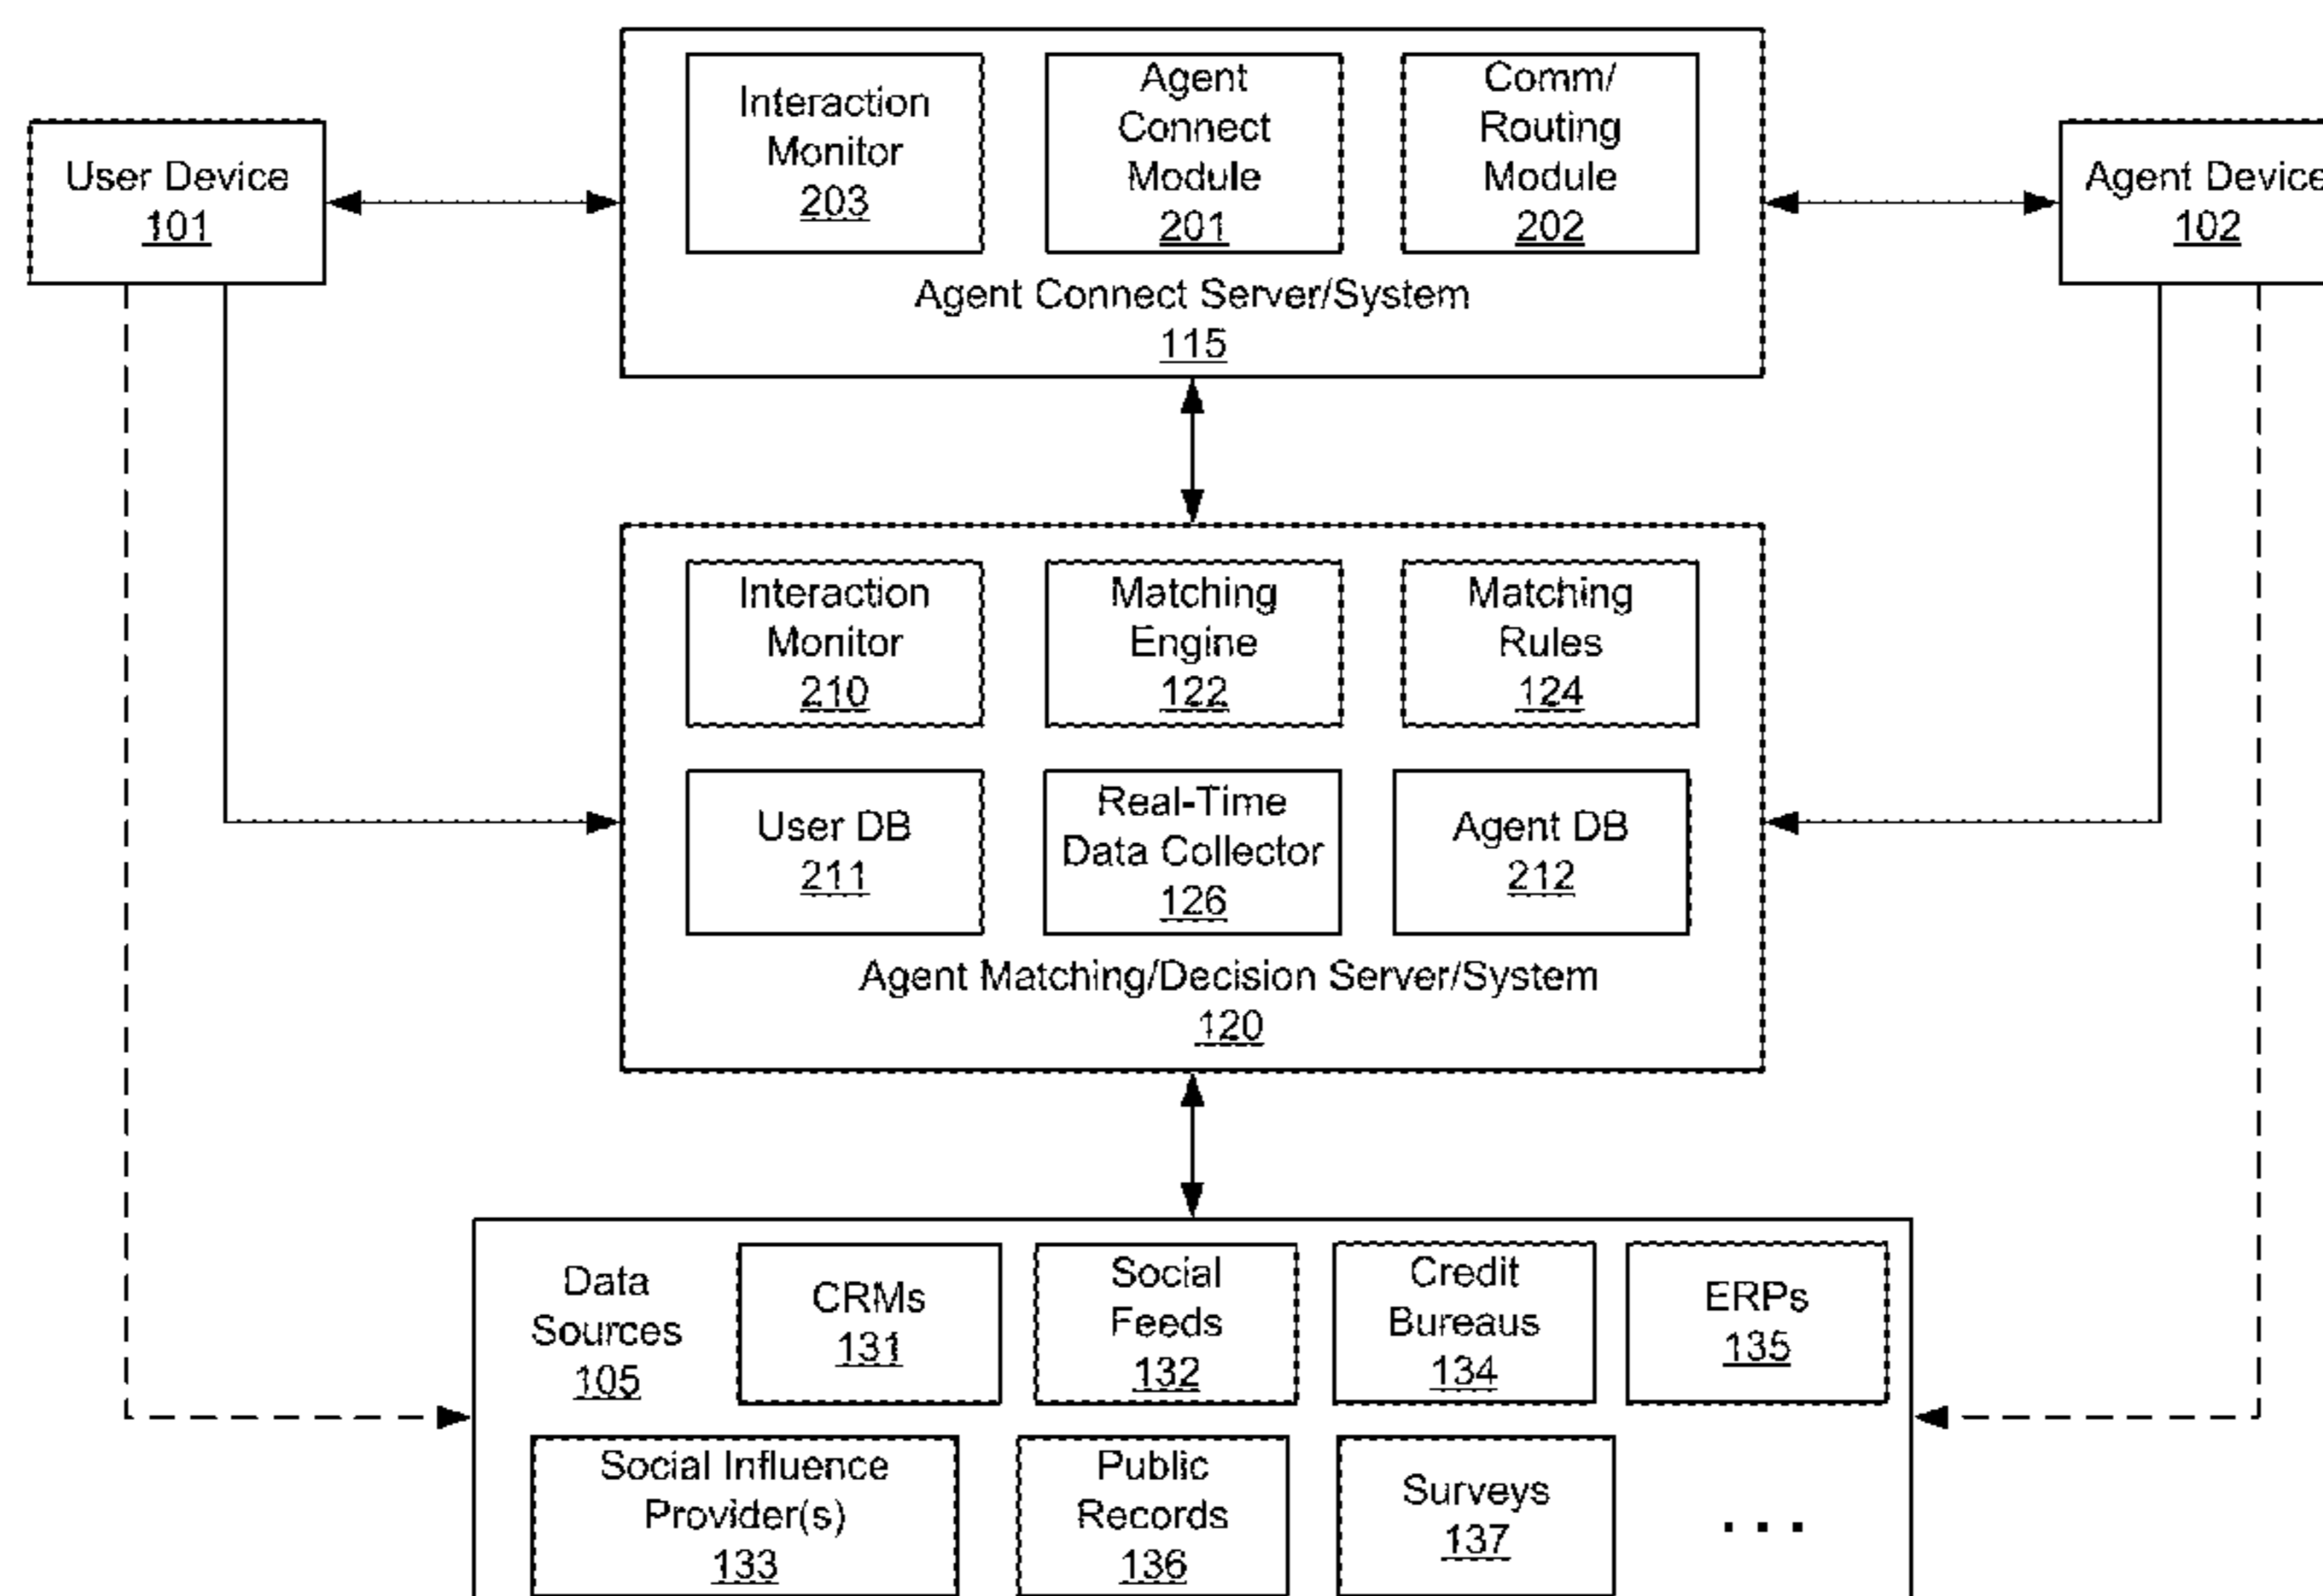 User Device
101
Interaction
Monitor
203
Agent
Connect
Module
201
Comm/
Routing
Module
202
Agent Connect Server/System
115
Agent Device
102
Interaction
Monitor
210
Matching
Engine
122
Matching
Rules
124
User DB
211
Real-Time
Data Collector
126
Agent DB
212
Agent Matching/Decision Server/System
120
Data
Sources
105
CRMs
131
Social
Feeds
132
Credit
Bureaus
134
ERPs
135
Social Influence
Provider(s)
133
Public
Records
136
Surveys
137
...